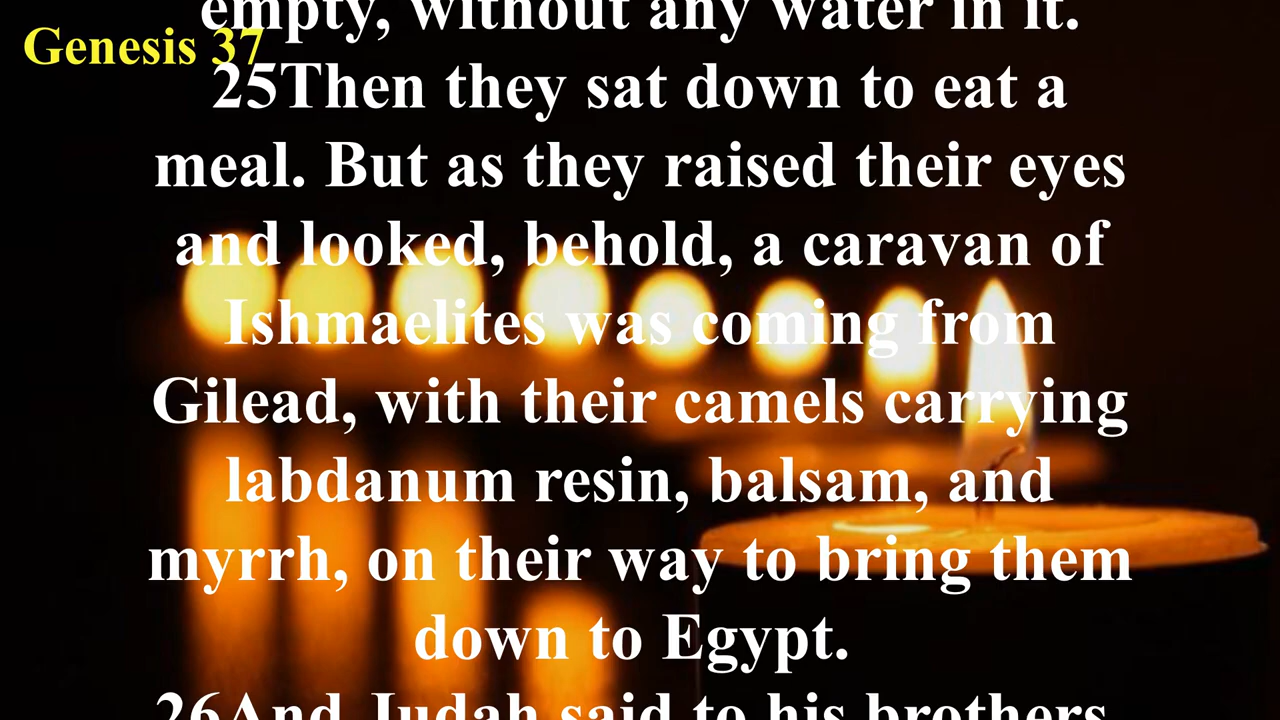 empty, without any water in it.
Genesis 37
25Then they sat down to eat a
meal. But as they raised their eyes
and looked, behold, a caravan of
Ishmaelites was coming from
Gilead, with their camels carrying
labdanum resin, balsam, and
myrrh, on their way to bring them
down to Egypt.
26And Judah said to his brothers,